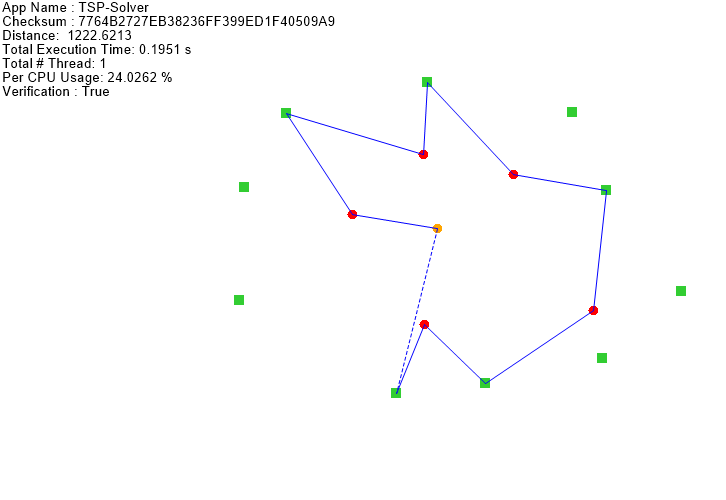 App Name : TSP-Solver
Checksum : 7764B2727EB38236FF399ED1F40509A9
Distance:  1222.6213
Total Execution Time: 0.1951 s
Total # Thread: 1
Per CPU Usage: 24.0262 %
Verification : True